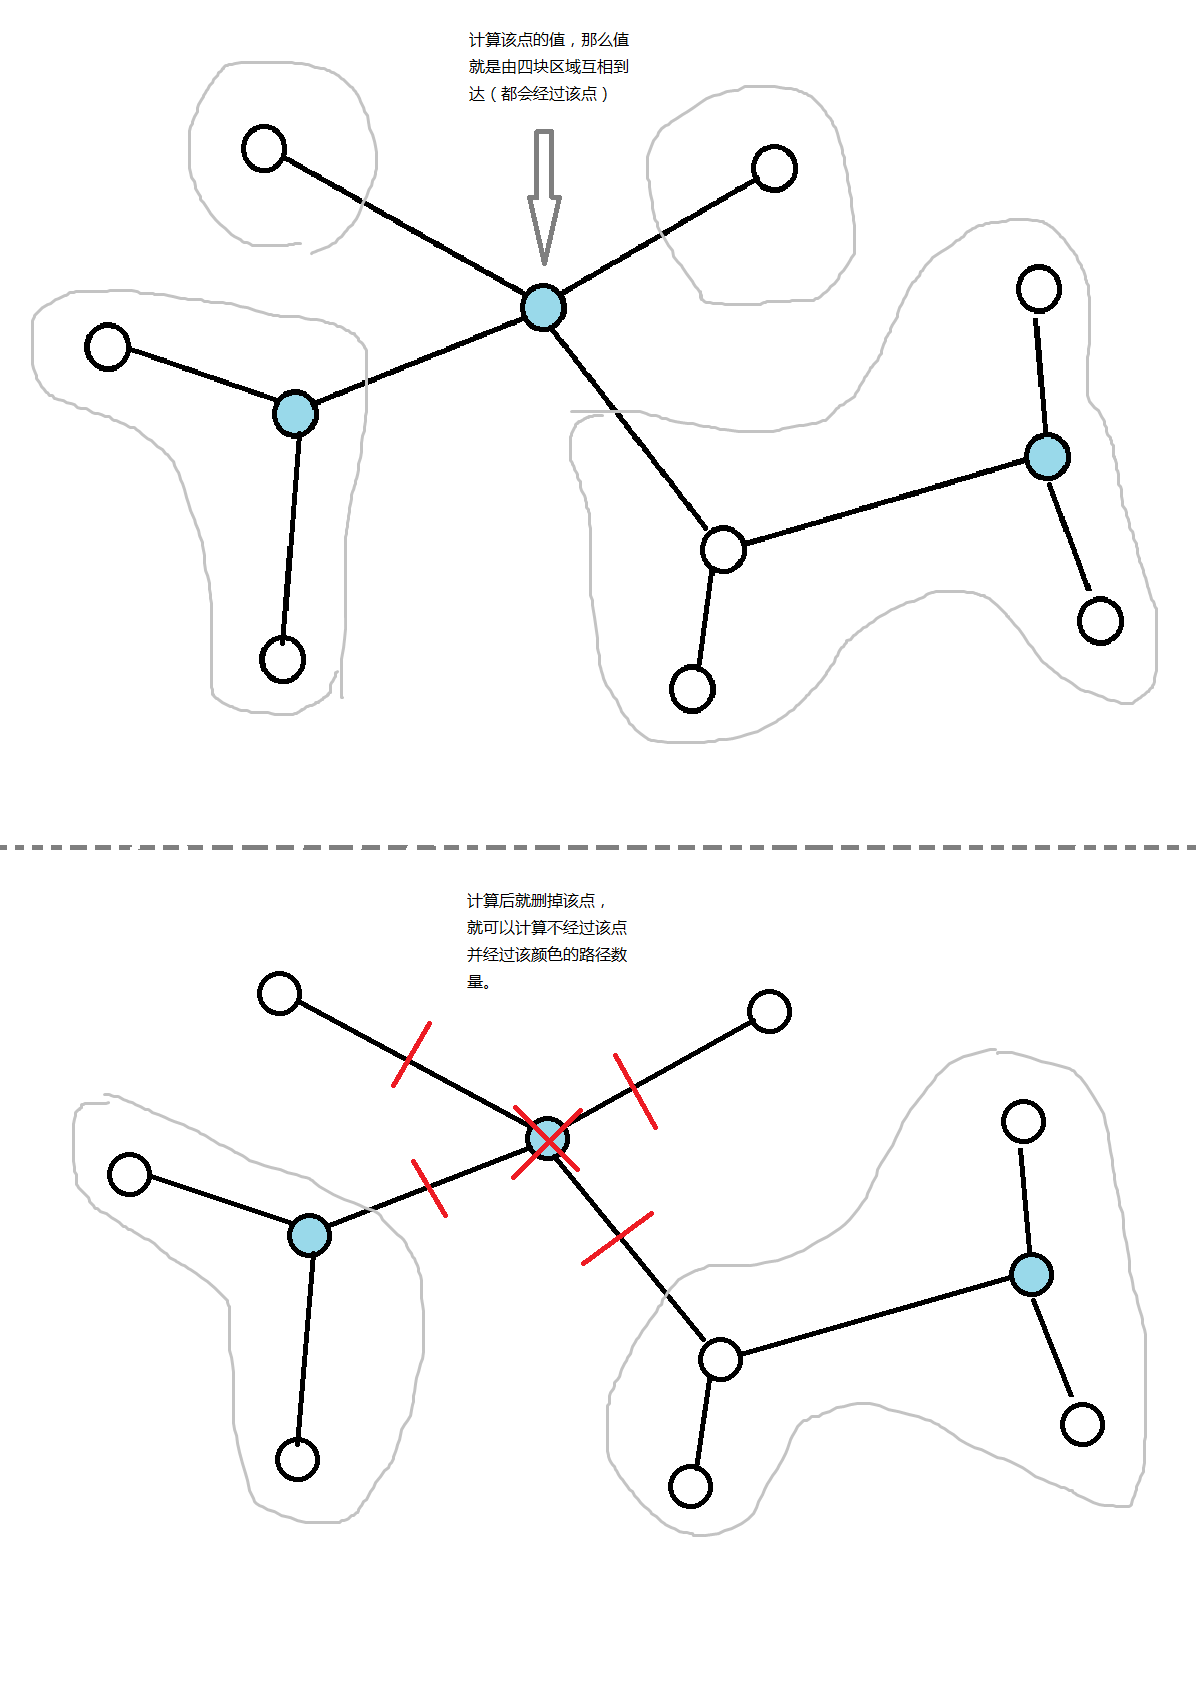 计算该点的值，那么值
就是由四块区域互相到
达（都会经过该点）
计算后就删掉该点，
就可以计算不经过该点
并经过该颜色的路径数
量。